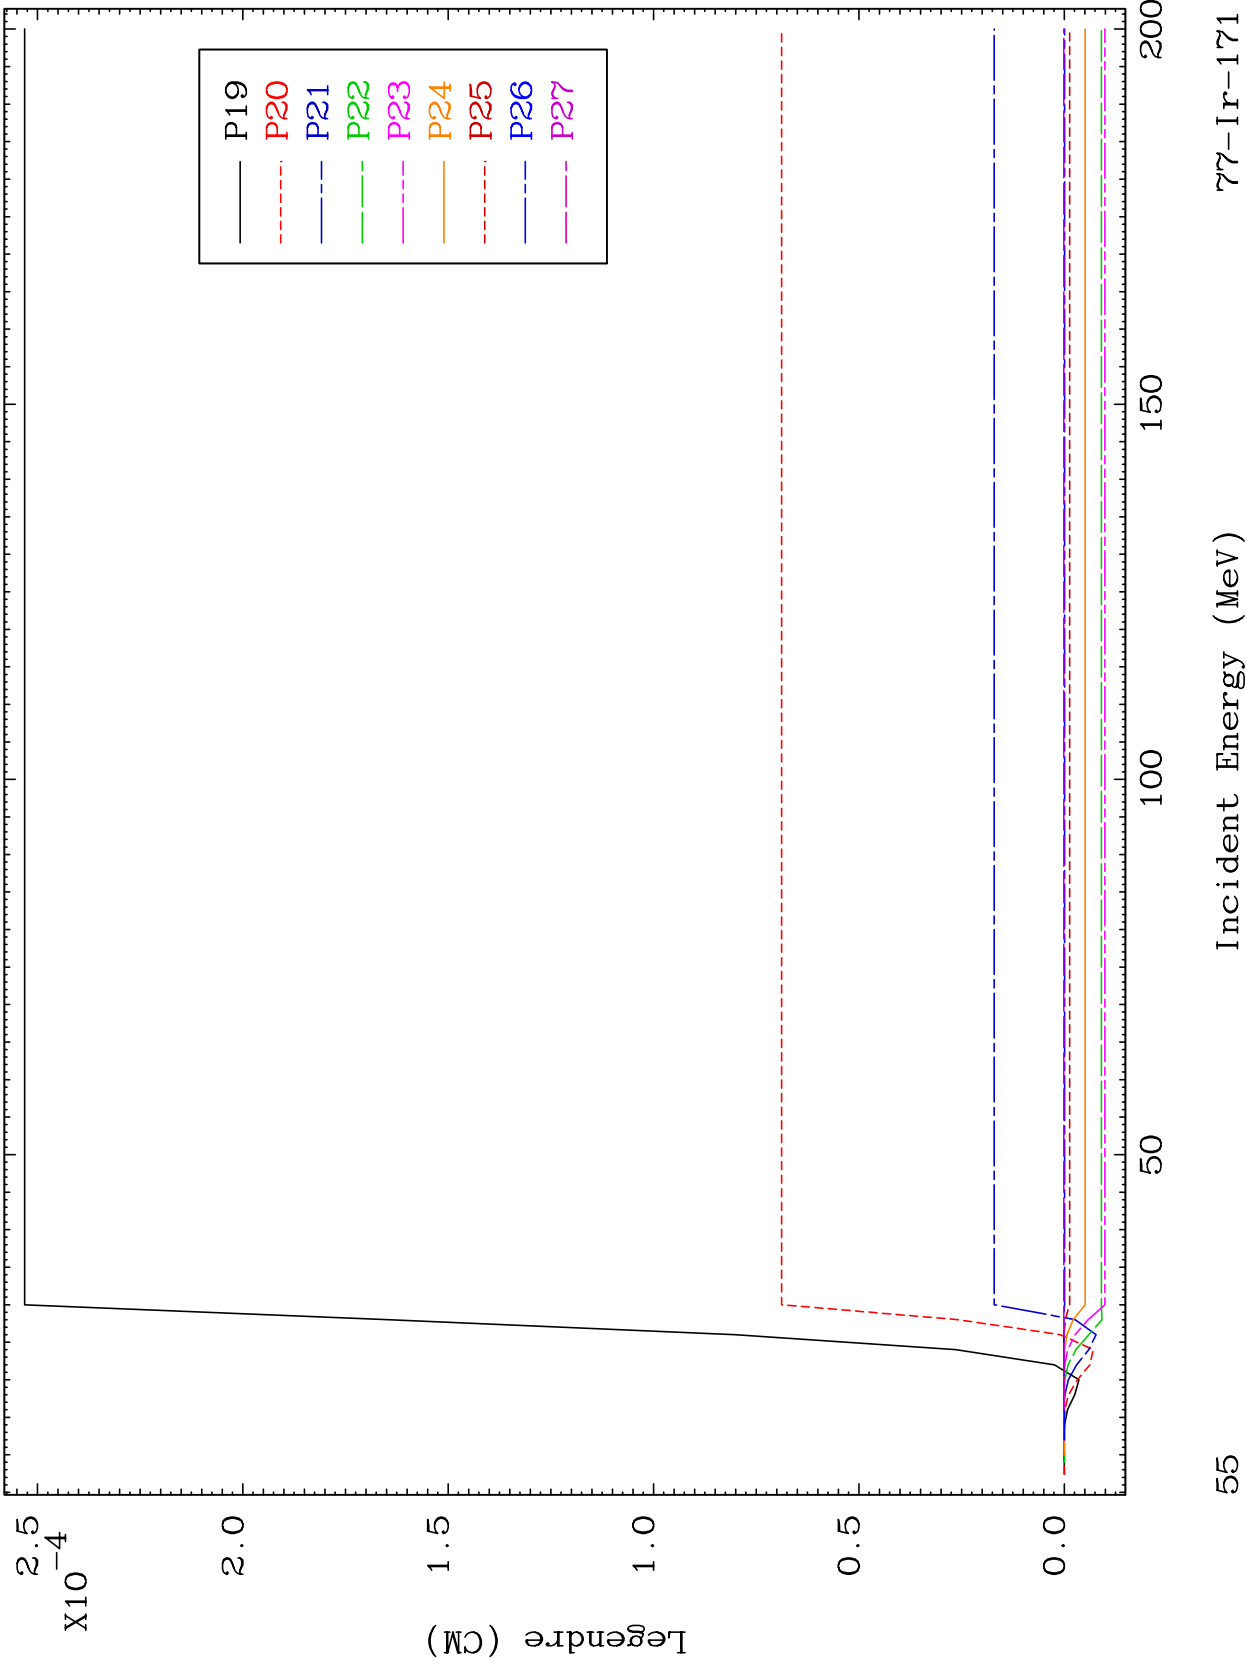 P19
P20
P21
P22
P23
P24
P25
P26
P27
2.5
2.0
1.5
1.0
0.5
0.0
X10⁻⁴
Legendre (CM)
50
100
150
200
Incident Energy (MeV)
55
77-Ir-171